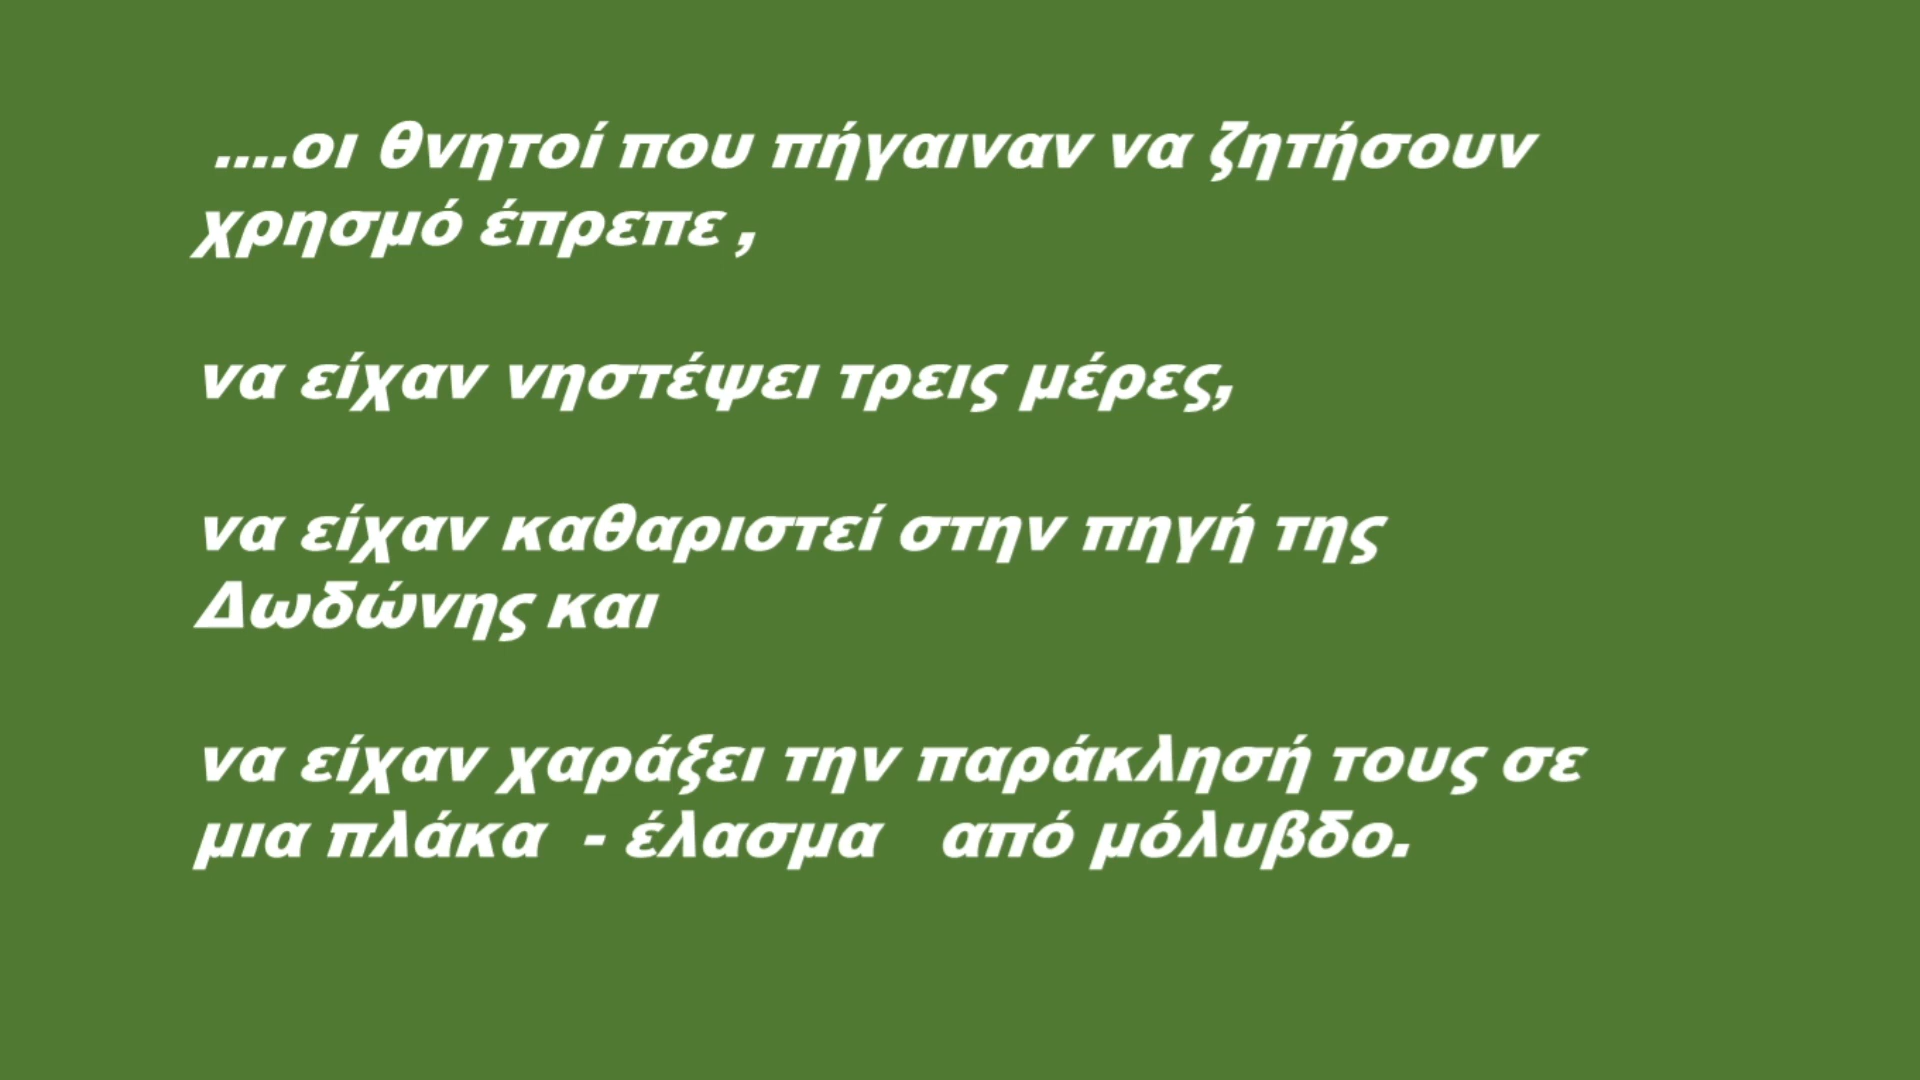 ....οι θνητοί που πήγαιναν να ζητήσουν
χρησμό έπρεπε ,
να είχαν νηστέψει τρεις μέρες,
να είχαν καθαριστεί στην πηγή της
Δωδώνης και
να είχαν χαράξει την παράκλησή τους σε
μια πλάκα - έλασμα από μόλυβδο.